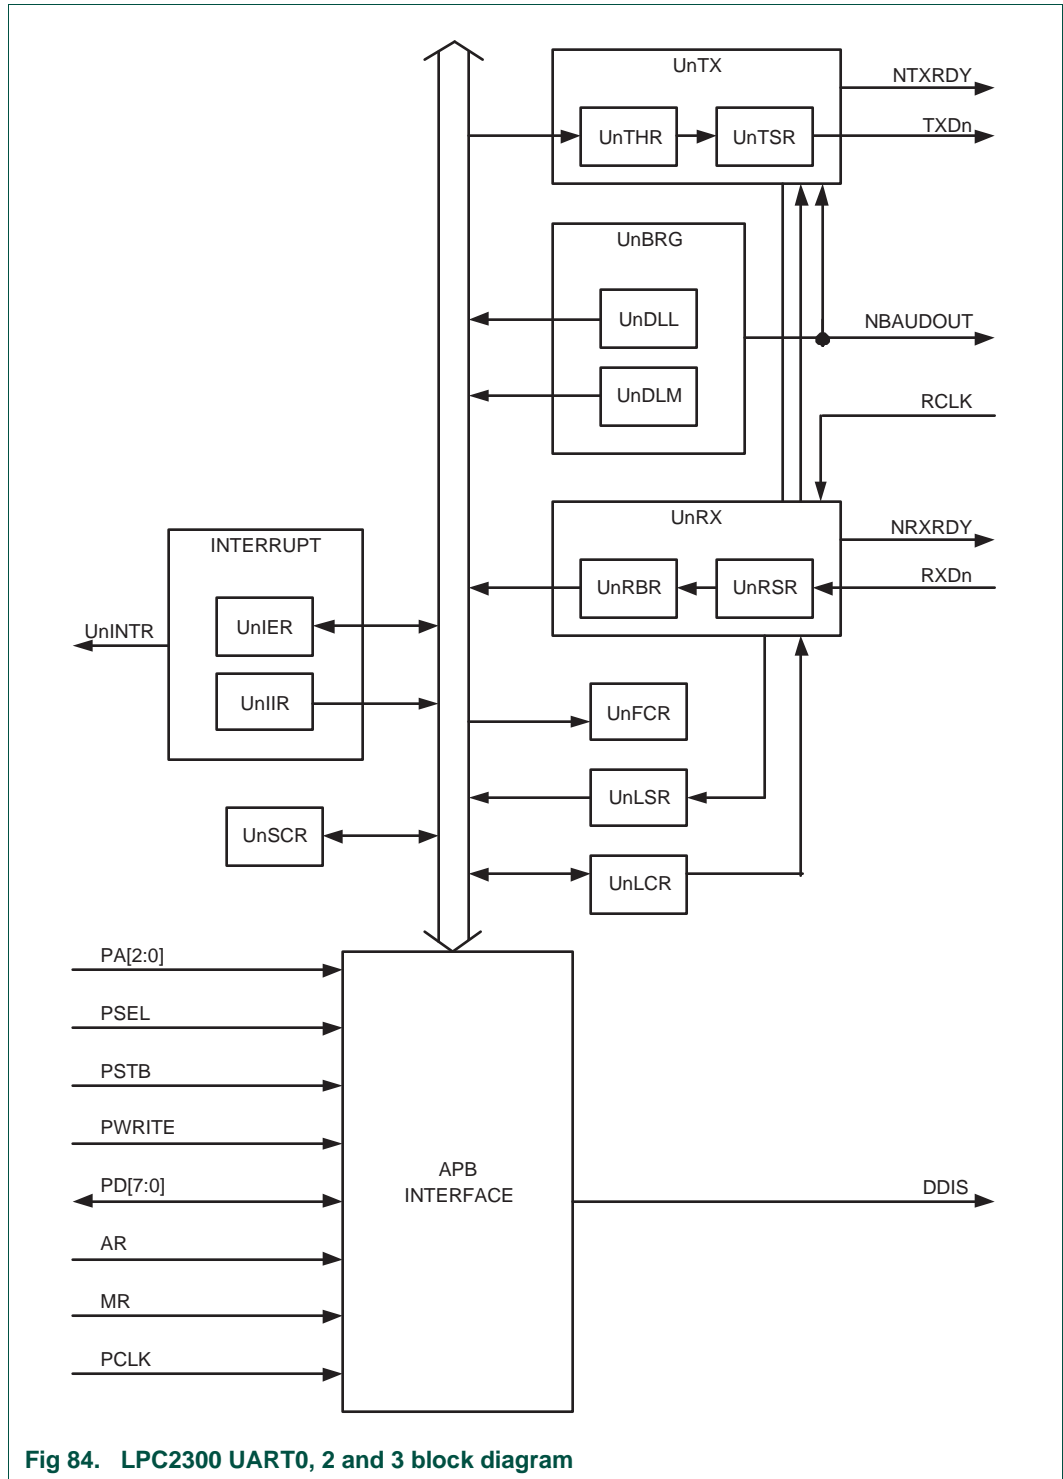 UnTX
NTXRDY
TXDn
UnTHR
UnTSR
UnBRG
UnDLL
NBAUDOUT
UnDLM
RCLK
UnRX
NRXRDY
RXDn
UnRBR
UnRSR
INTERRUPT
UnINTR
UnIER
UnIIR
UnFCR
UnLSR
UnSCR
UnLCR
PA[2:0]
PSEL
PSTB
PWRITE
PD[7:0]
AR
MR
PCLK
APB
INTERFACE
DDIS
Fig 84. LPC2300 UART0, 2 and 3 block diagram